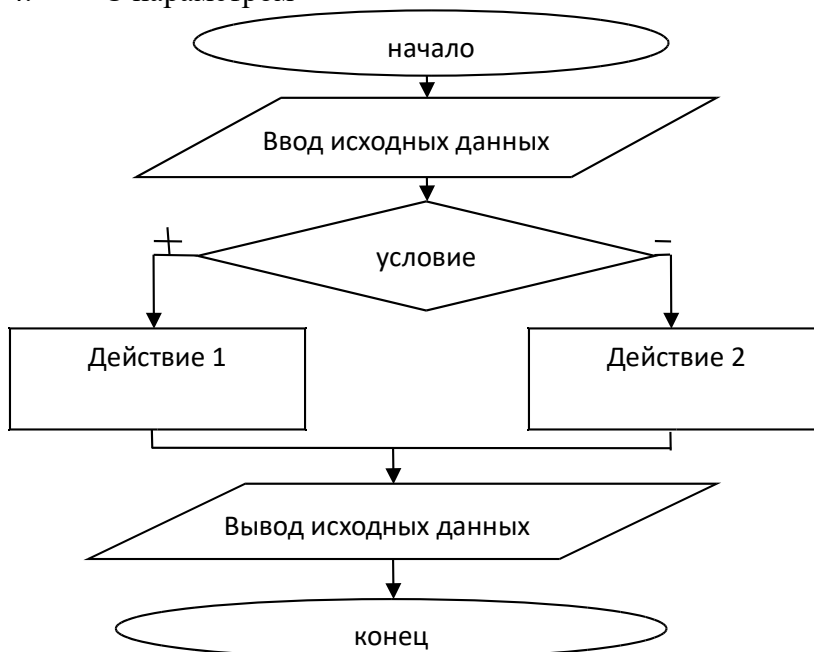 начало
Ввод исходных данных
+
−
условие
Действие 1
Действие 2
Вывод исходных данных
конец